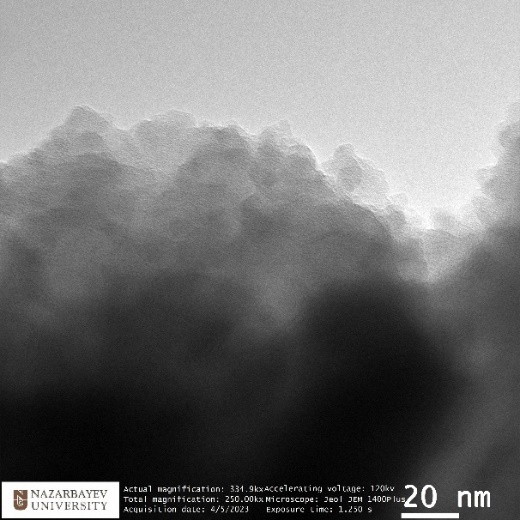 NAZARBAYEV
UNIVERSITY
Actual magnification: 334.9kx Accelerating voltage: 120kv
Total magnification: 250.00kx Microscope: Jeol JEM 1400Plus
Acquisition date: 4/5/2023 Exposure time: 1.250 s
20 nm